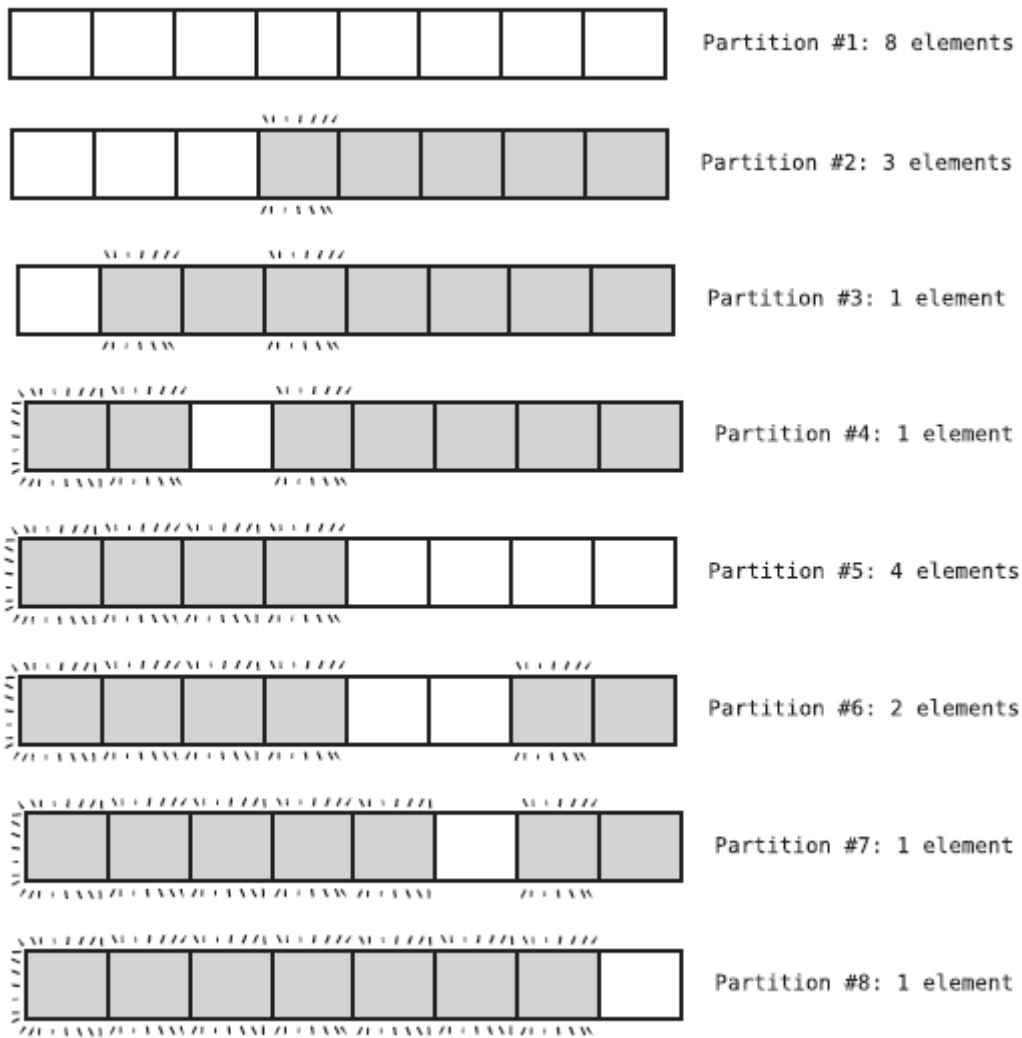 Partition #1: 8 elements
Partition #2: 3 elements
Partition #3: 1 element
Partition #4: 1 element
Partition #5: 4 elements
Partition #6: 2 elements
Partition #7: 1 element
Partition #8: 1 element